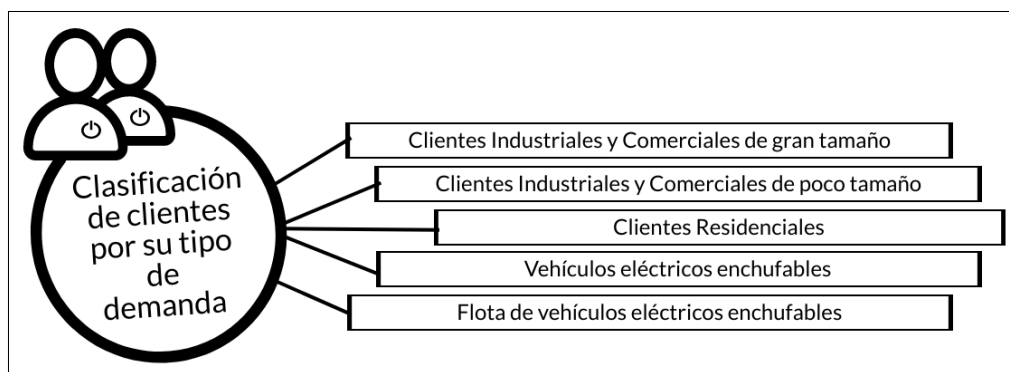 Clasificación
de clientes
por su tipo
de
demanda
Clientes Industriales y Comerciales de gran tamaño
Clientes Industriales y Comerciales de poco tamaño
Clientes Residenciales
Vehículos eléctricos enchufables
Flota de vehículos eléctricos enchufables